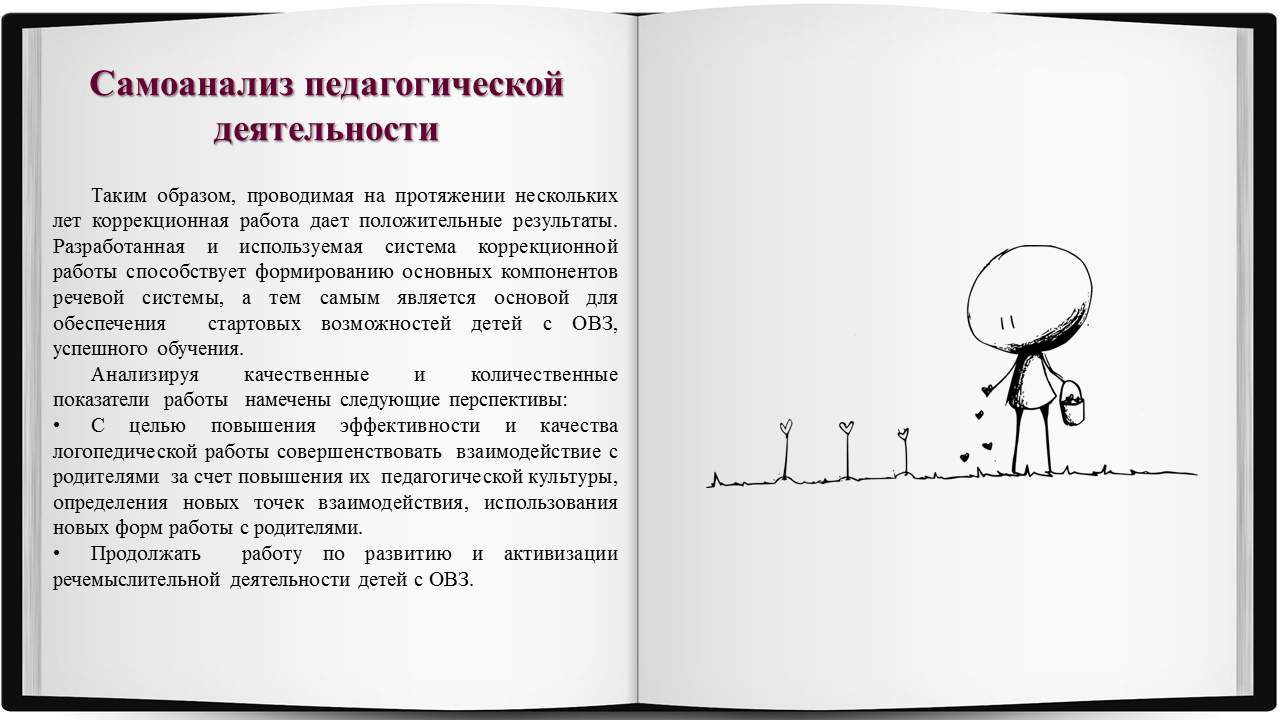 Самоанализ педагогической
деятельности
Таким образом, проводимая на протяжении нескольких
лет коррекционная работа дает положительные результаты.
Разработанная и используемая система коррекционной
работы способствует формированию основных компонентов
речевой системы, а тем самым является основой для
обеспечения стартовых возможностей детей с ОВЗ,
успешного обучения.
Анализируя качественные и количественные
показатели работы намечены следующие перспективы:
• С целью повышения эффективности и качества
логопедической работы совершенствовать взаимодействие с
родителями за счет повышения их педагогической культуры,
определения новых точек взаимодействия, использования
новых форм работы с родителями.
• Продолжать работу по развитию и активизации
речемыслительной деятельности детей с ОВЗ.